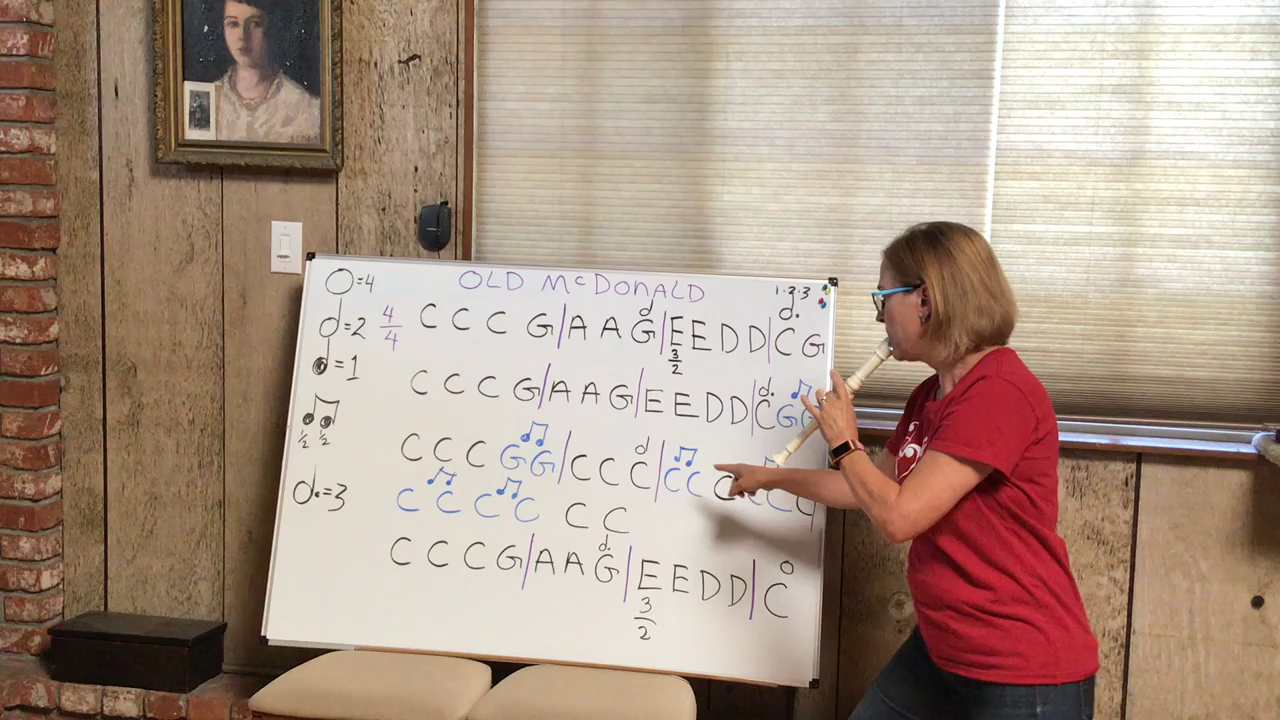 OLD McDONALD
O=4
1·2·3
d=2 4/4 C C C G|A A G|E E D D|C G
d d.
3/2
=1
C C C G|A A G|E E D D|C G
d.
1/2 1/2
C C C G G|C C C|C C C C C C
d
d.=3
C C C C C C
C C C G|A A G|E E D D|C
d. o
3/2